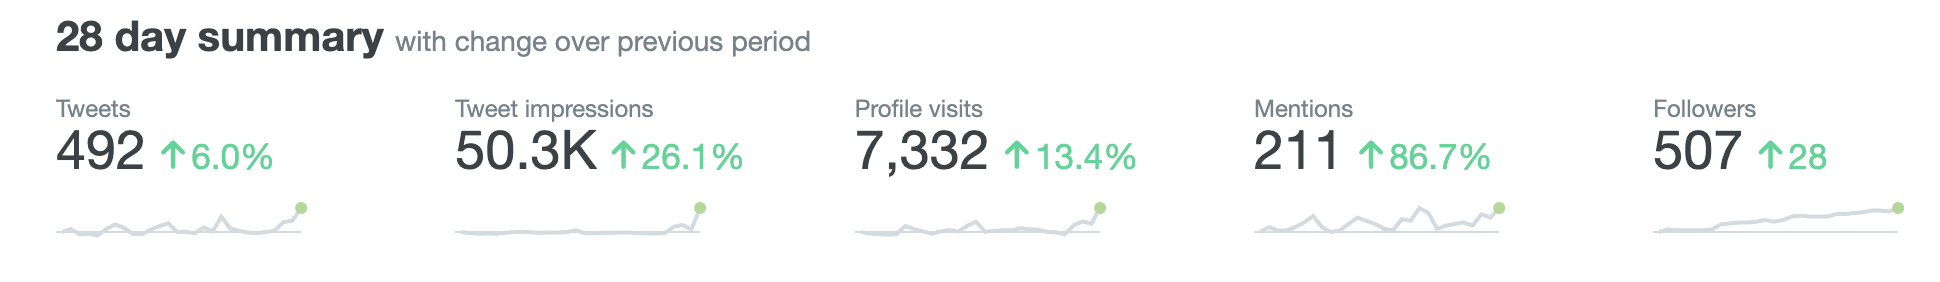 28 day summary with change over previous period
Tweets Tweet impressions Profile visits Mentions Followers
492 ↑6.0% 50.3K ↑26.1% 7,332 ↑13.4% 211 ↑86.7% 507 ↑28